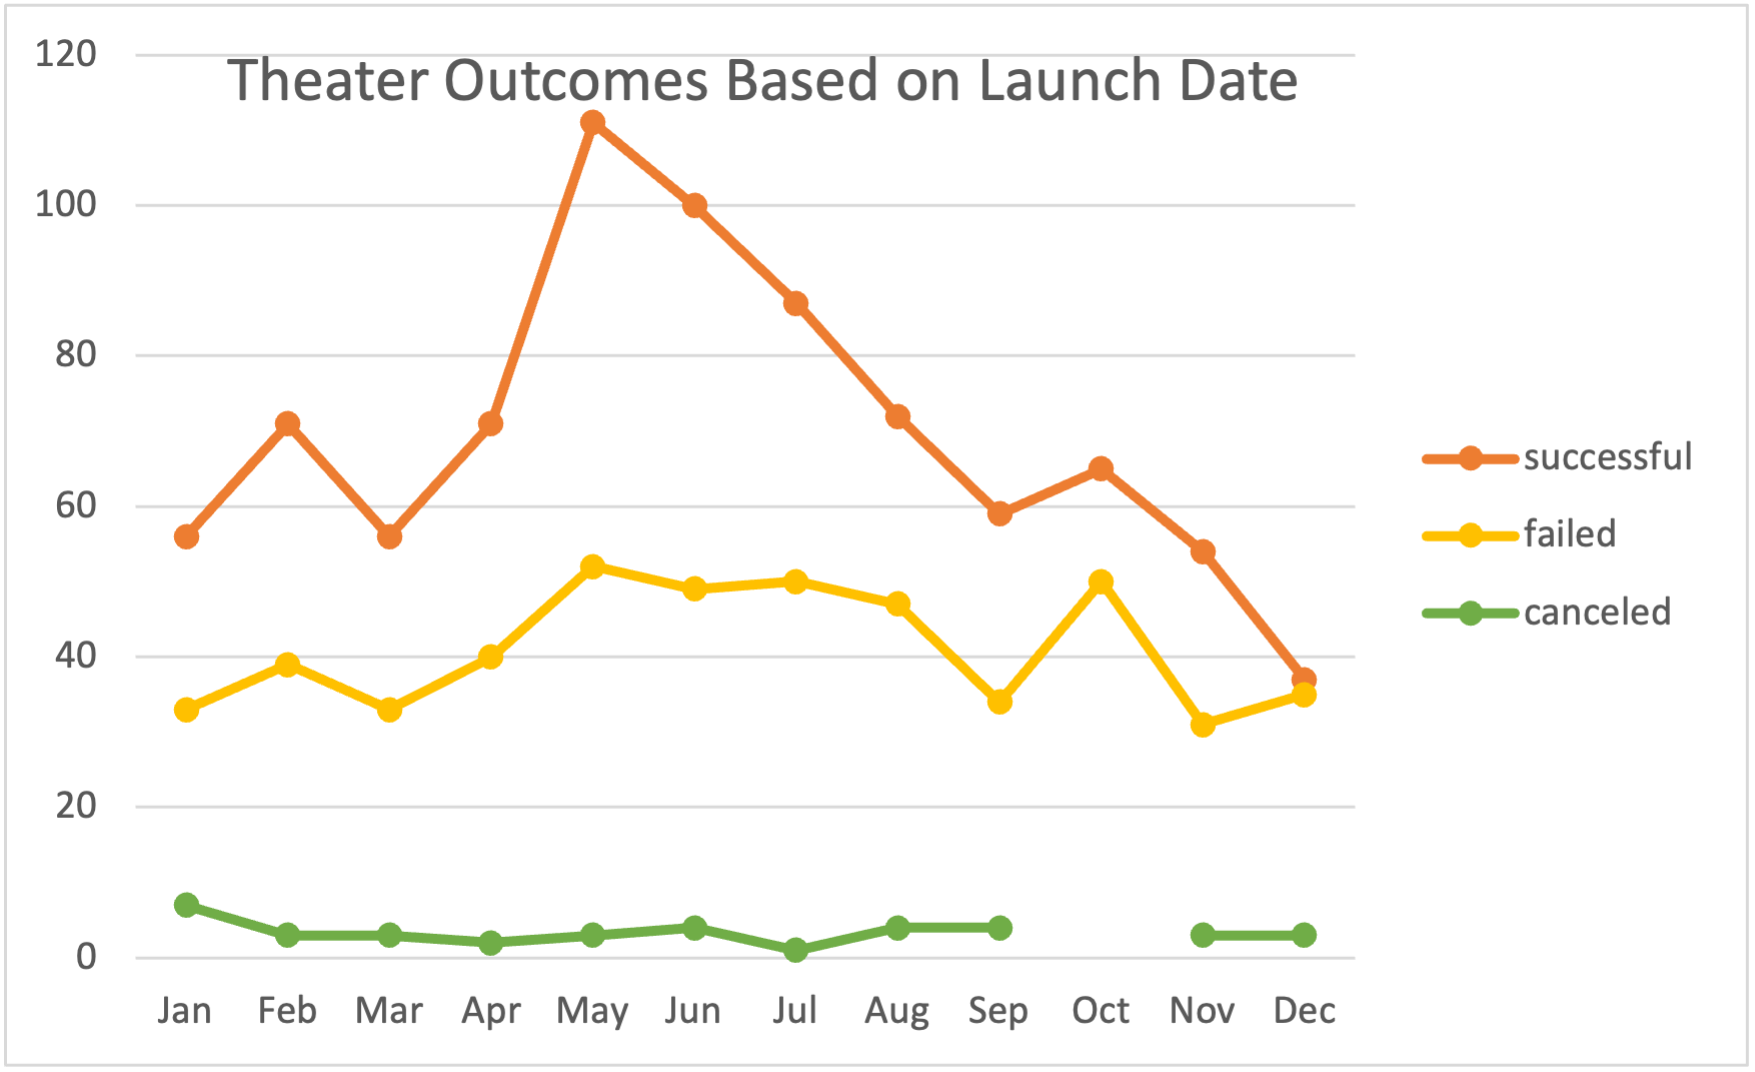 Theater Outcomes Based on Launch Date
120
100
80
60
40
20
0
Jan Feb Mar Apr May Jun Jul Aug Sep Oct Nov Dec
successful
failed
canceled